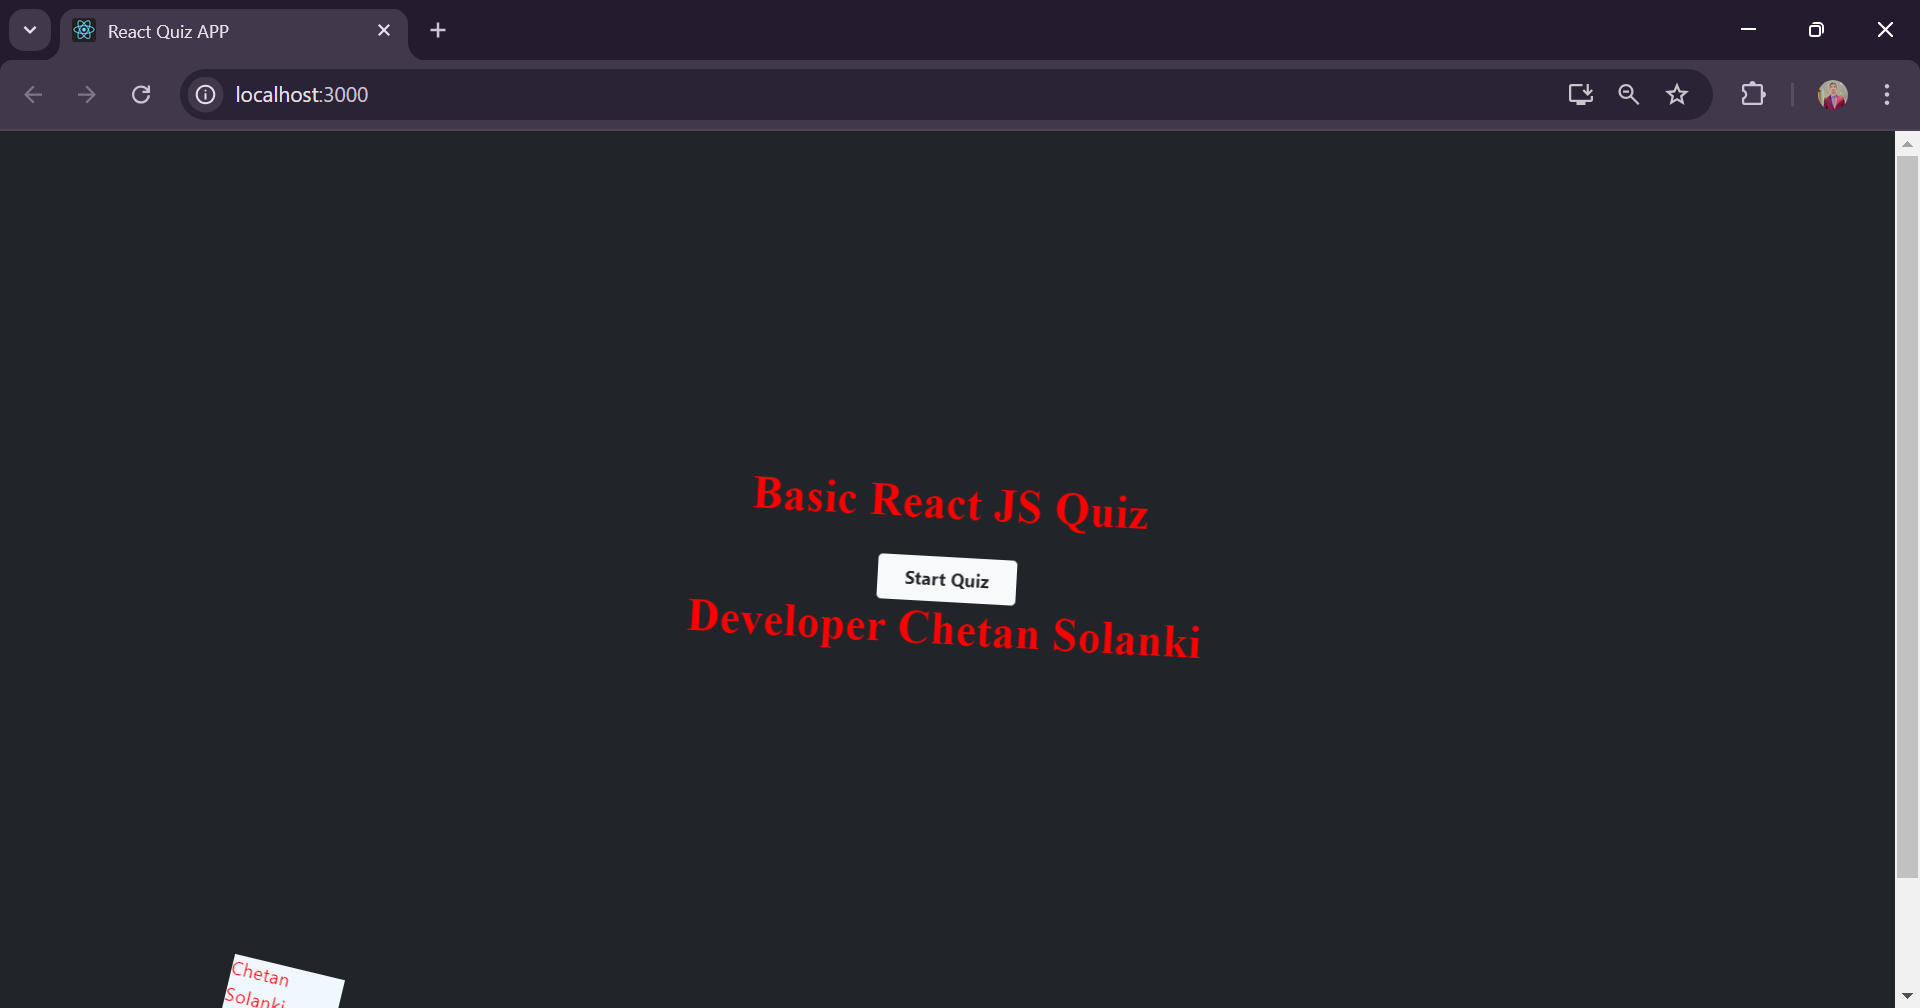 React Quiz APP
localhost:3000
Basic React JS Quiz
Start Quiz
Developer Chetan Solanki
Chetan
Solanki